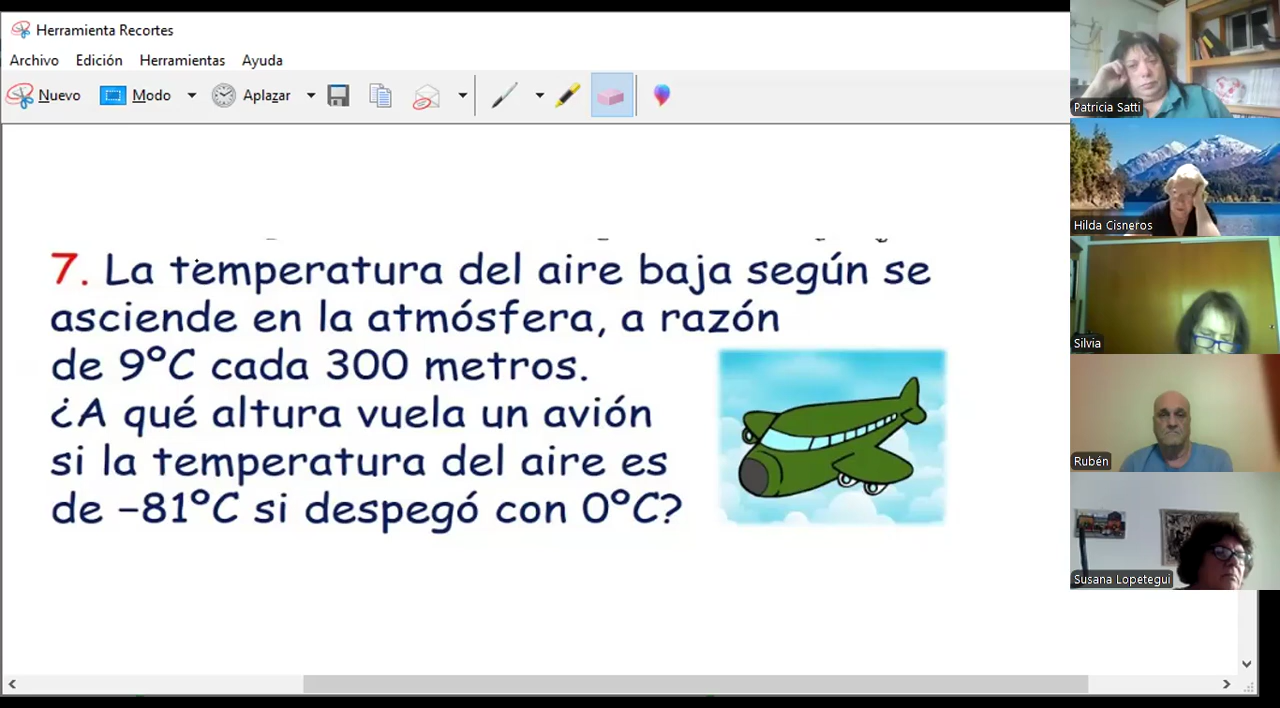 Herramienta Recortes
Archivo Edición Herramientas Ayuda
Nuevo Modo Aplazar
7. La temperatura del aire baja según se
asciende en la atmósfera, a razón
de 9°C cada 300 metros.
¿A qué altura vuela un avión
si la temperatura del aire es
de −81°C si despegó con 0°C?
Patricia Satti
Hilda Cisneros
Silvia
Rubén
Susana Lopetegui